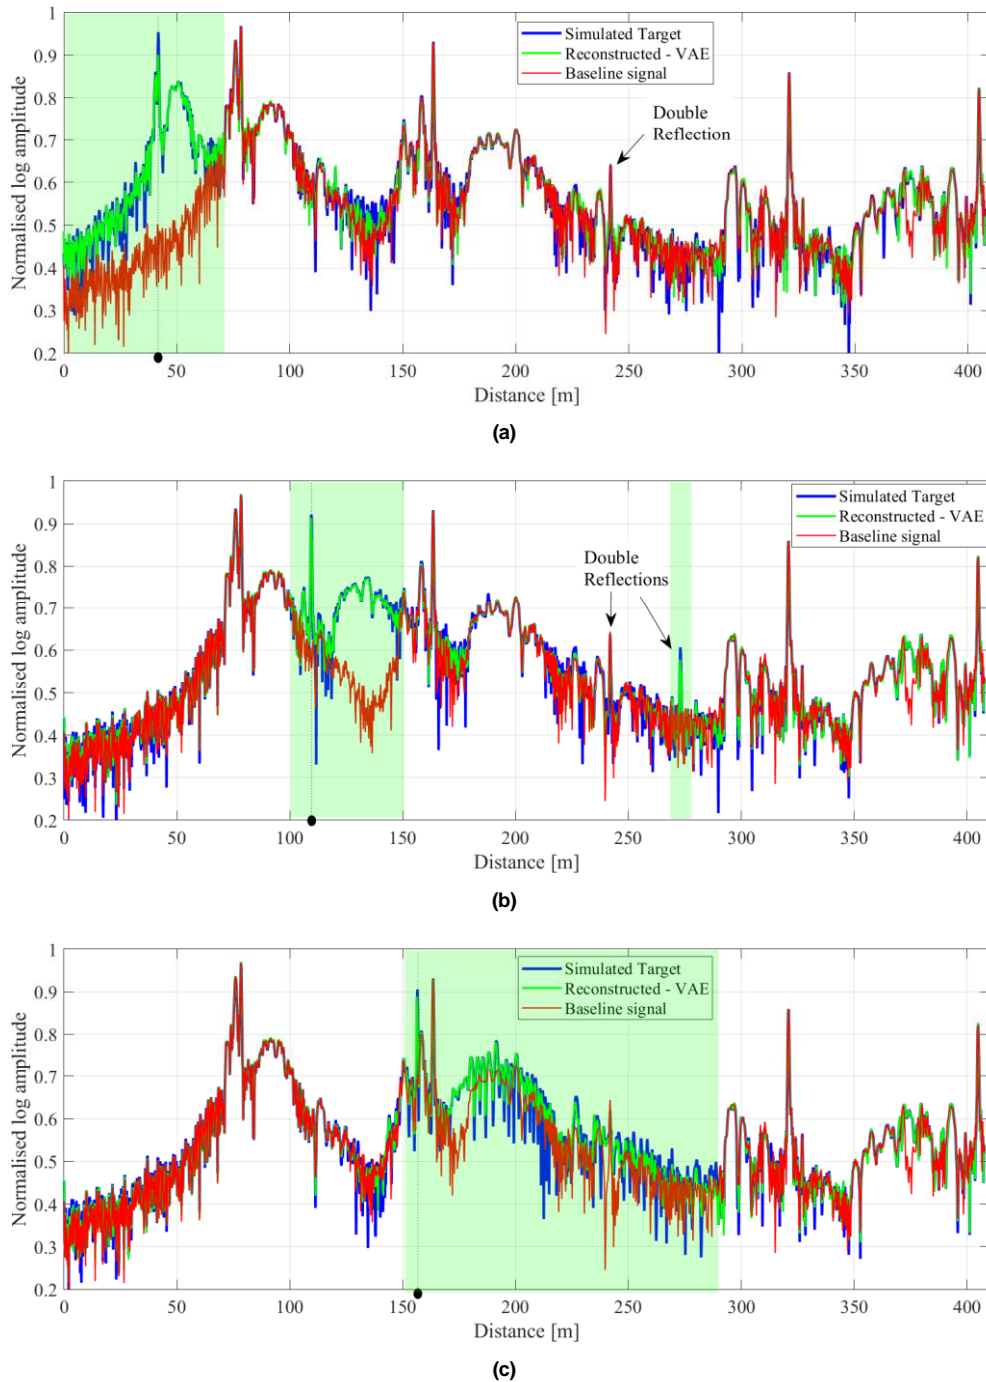 1
0.9
0.8
0.7
0.6
0.5
0.4
0.3
0.2
Normalised log amplitude
Simulated Target
Reconstructed - VAE
Baseline signal
Double
Reflection
0 50 100 150 200 250 300 350 400
Distance [m]
(a)
1
0.9
0.8
0.7
0.6
0.5
0.4
0.3
0.2
Normalised log amplitude
Simulated Target
Reconstructed - VAE
Baseline signal
Double
Reflections
0 50 100 150 200 250 300 350 400
Distance [m]
(b)
1
0.9
0.8
0.7
0.6
0.5
0.4
0.3
0.2
Normalised log amplitude
Simulated Target
Reconstructed - VAE
Baseline signal
0 50 100 150 200 250 300 350 400
Distance [m]
(c)